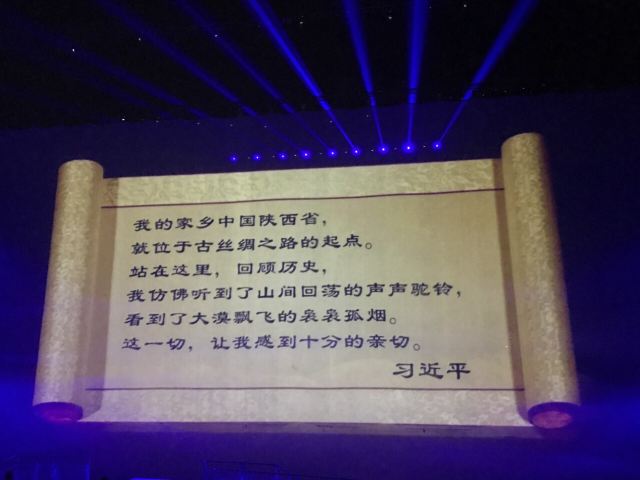 我的家乡中国陕西省，
就位于古丝绸之路的起点。
站在这里，回顾历史，
我仿佛听到了山间回荡的声声驼铃，
看到了大漠飘飞的袅袅孤烟。
这一切，让我感到十分的亲切。
习近平